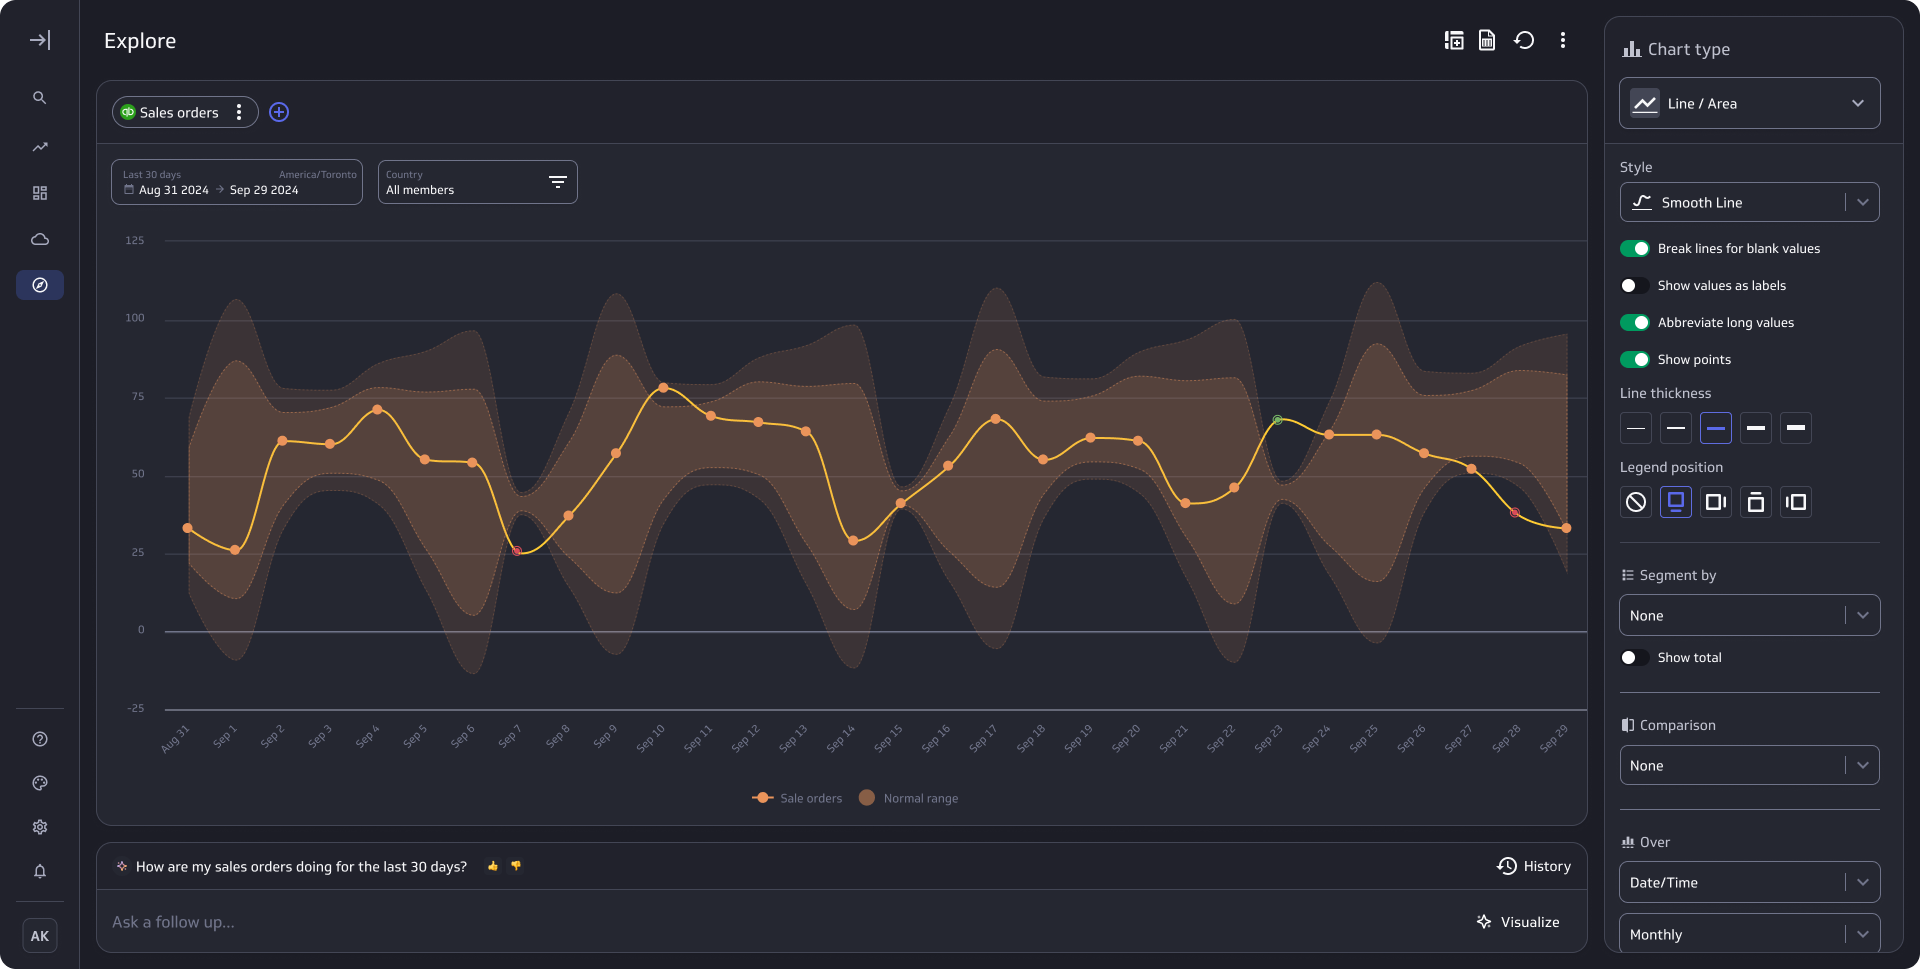 Explore
Sales orders
Last 30 days America/Toronto
Aug 31 2024 → Sep 29 2024
Country
All members
125
100
75
50
25
0
-25
Aug 31 Sep 1 Sep 2 Sep 3 Sep 4 Sep 5 Sep 6 Sep 7 Sep 8 Sep 9 Sep 10 Sep 11 Sep 12 Sep 13 Sep 14 Sep 15 Sep 16 Sep 17 Sep 18 Sep 19 Sep 20 Sep 21 Sep 22 Sep 23 Sep 24 Sep 25 Sep 26 Sep 27 Sep 28 Sep 29
Sale orders Normal range
How are my sales orders doing for the last 30 days?
History
Ask a follow up...
Visualize
AK
Chart type
Line / Area
Style
Smooth Line
Break lines for blank values
Show values as labels
Abbreviate long values
Show points
Line thickness
Legend position
Segment by
None
Show total
Comparison
None
Over
Date/Time
Monthly